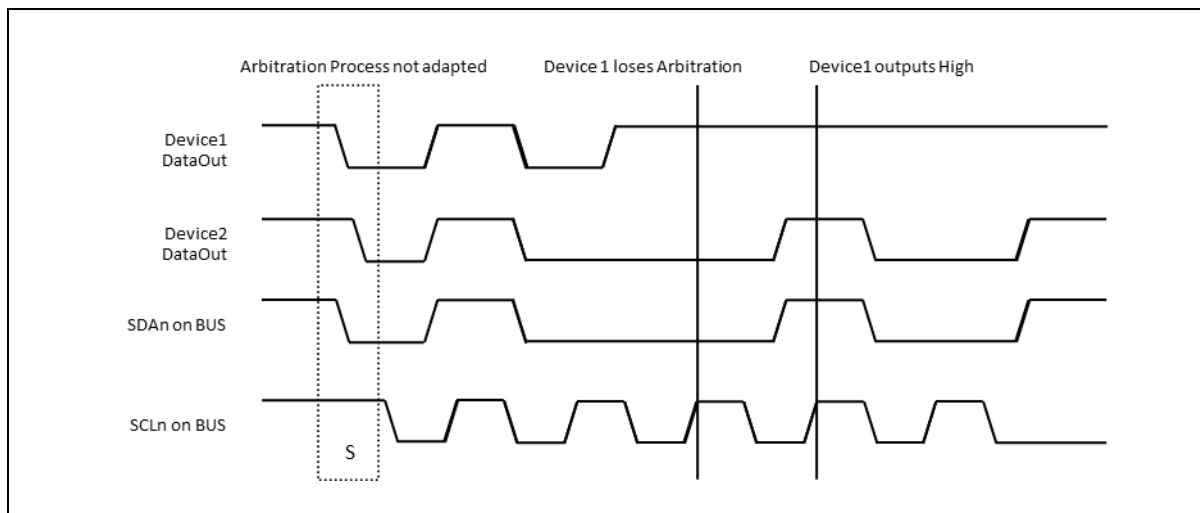 Arbitration Process not adapted
Device 1 loses Arbitration
Device1 outputs High
Device1
DataOut
Device2
DataOut
SDAn on BUS
SCLn on BUS
S